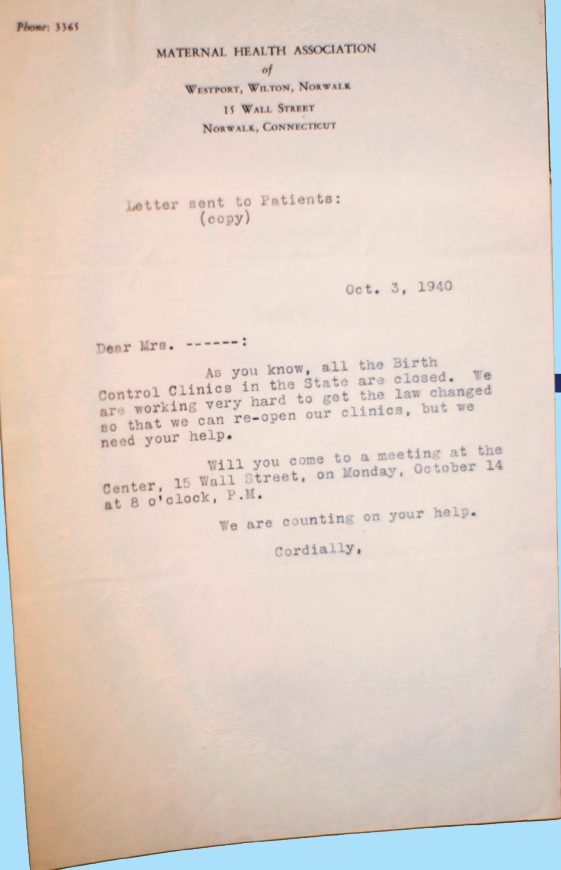 Phone: 3365
MATERNAL HEALTH ASSOCIATION
of
WESTPORT, WILTON, NORWALK
15 WALL STREET
NORWALK, CONNECTICUT
Letter sent to Patients:
(copy)
Oct. 3, 1940
Dear Mrs. ------:
As you know, all the Birth
Control Clinics in the State are closed. We
are working very hard to get the law changed
so that we can re-open our clinics, but we
need your help.
Will you come to a meeting at the
Center, 15 Wall Street, on Monday, October 14
at 8 o'clock, P.M.
We are counting on your help.
Cordially,